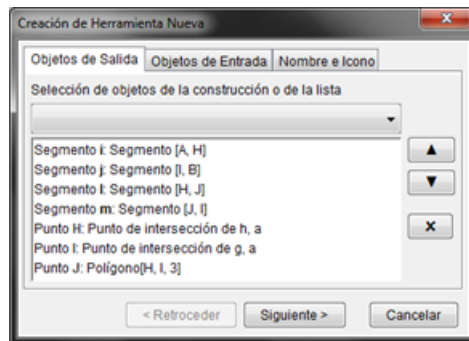 Creación de Herramienta Nueva
Objetos de Salida Objetos de Entrada Nombre e Icono
Selección de objetos de la construcción o de la lista
Segmento i: Segmento [A, H]
Segmento j: Segmento [I, B]
Segmento l: Segmento [H, J]
Segmento m: Segmento [J, I]
Punto H: Punto de intersección de h, a
Punto I: Punto de intersección de g, a
Punto J: Polígono[H, I, 3]
< Retroceder Siguiente > Cancelar